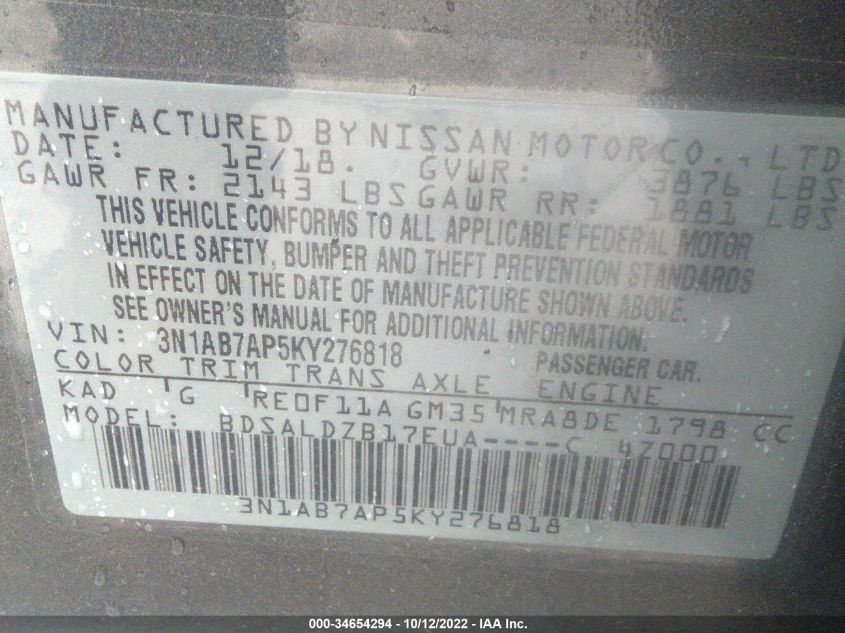 MANUFACTURED BY NISSAN MOTOR CO., LTD
DATE: 12/18. GVWR: 3876 LBS
GAWR FR: 2143 LBS GAWR RR: 1881 LBS
THIS VEHICLE CONFORMS TO ALL APPLICABLE FEDERAL MOTOR
VEHICLE SAFETY, BUMPER AND THEFT PREVENTION STANDARDS
IN EFFECT ON THE DATE OF MANUFACTURE SHOWN ABOVE.
SEE OWNER'S MANUAL FOR ADDITIONAL INFORMATION.
VIN: 3N1AB7AP5KY276818 PASSENGER CAR.
COLOR TRIM TRANS AXLE ENGINE
KAD G RE0F11A GM35 MRA8DE 1798 CC
MODEL: BDSALDZB17EUA----C 47000
3N1AB7AP5KY276818
000-34654294 - 10/12/2022 - IAA Inc.